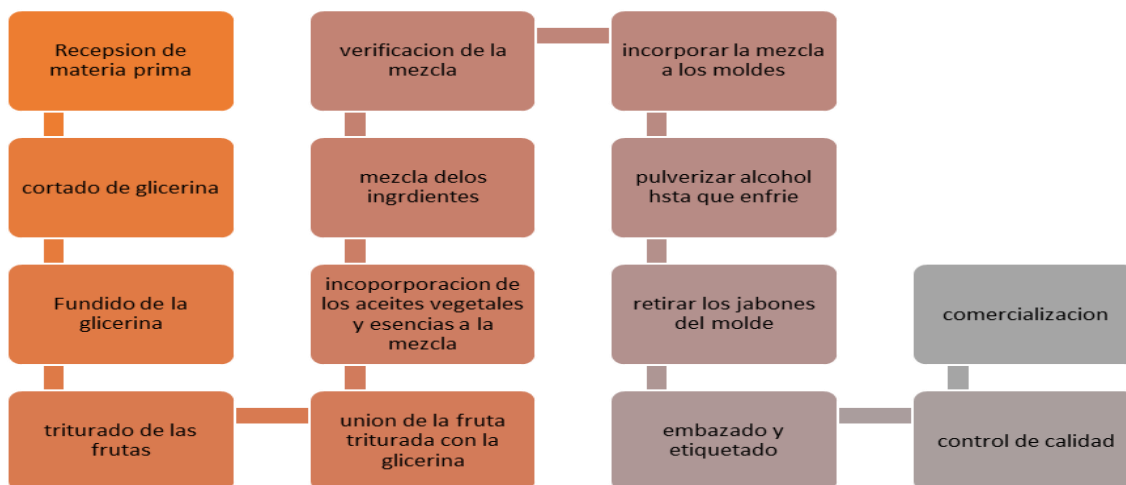 Recepsion de
materia prima
cortado de glicerina
Fundido de la
glicerina
triturado de las
frutas
union de la fruta
triturada con la
glicerina
incoporporacion de
los aceites vegetales
y esencias a la
mezcla
mezcla delos
ingrdientes
verificacion de la
mezcla
incorporar la mezcla
a los moldes
pulverizar alcohol
hsta que enfrie
retirar los jabones
del molde
embazado y
etiquetado
control de calidad
comercializacion